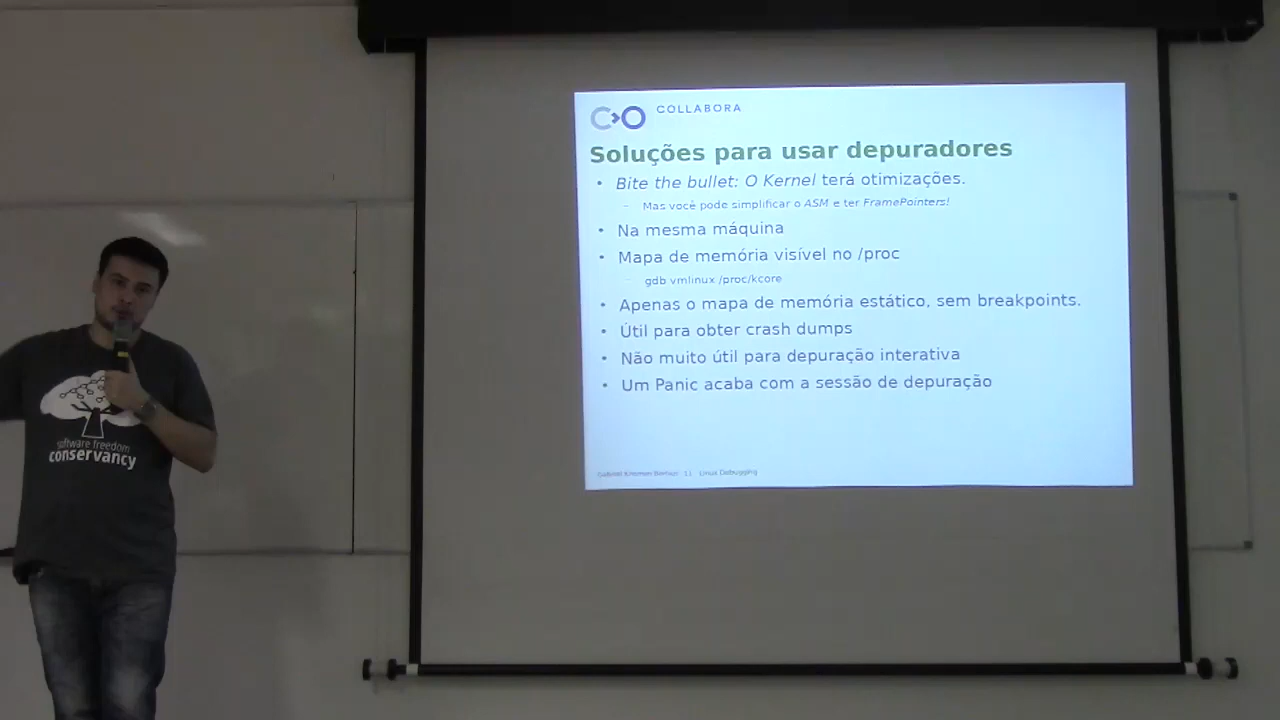 COLLABORA
Soluções para usar depuradores
• Bite the bullet: O Kernel terá otimizações.
– Mas você pode simplificar o ASM e ter FramePointers!
• Na mesma máquina
• Mapa de memória visível no /proc
– gdb vmlinux /proc/kcore
• Apenas o mapa de memória estático, sem breakpoints.
• Útil para obter crash dumps
• Não muito útil para depuração interativa
• Um Panic acaba com a sessão de depuração
Gabriel Krisman 11 Linux Debugging
software freedom
conservancy